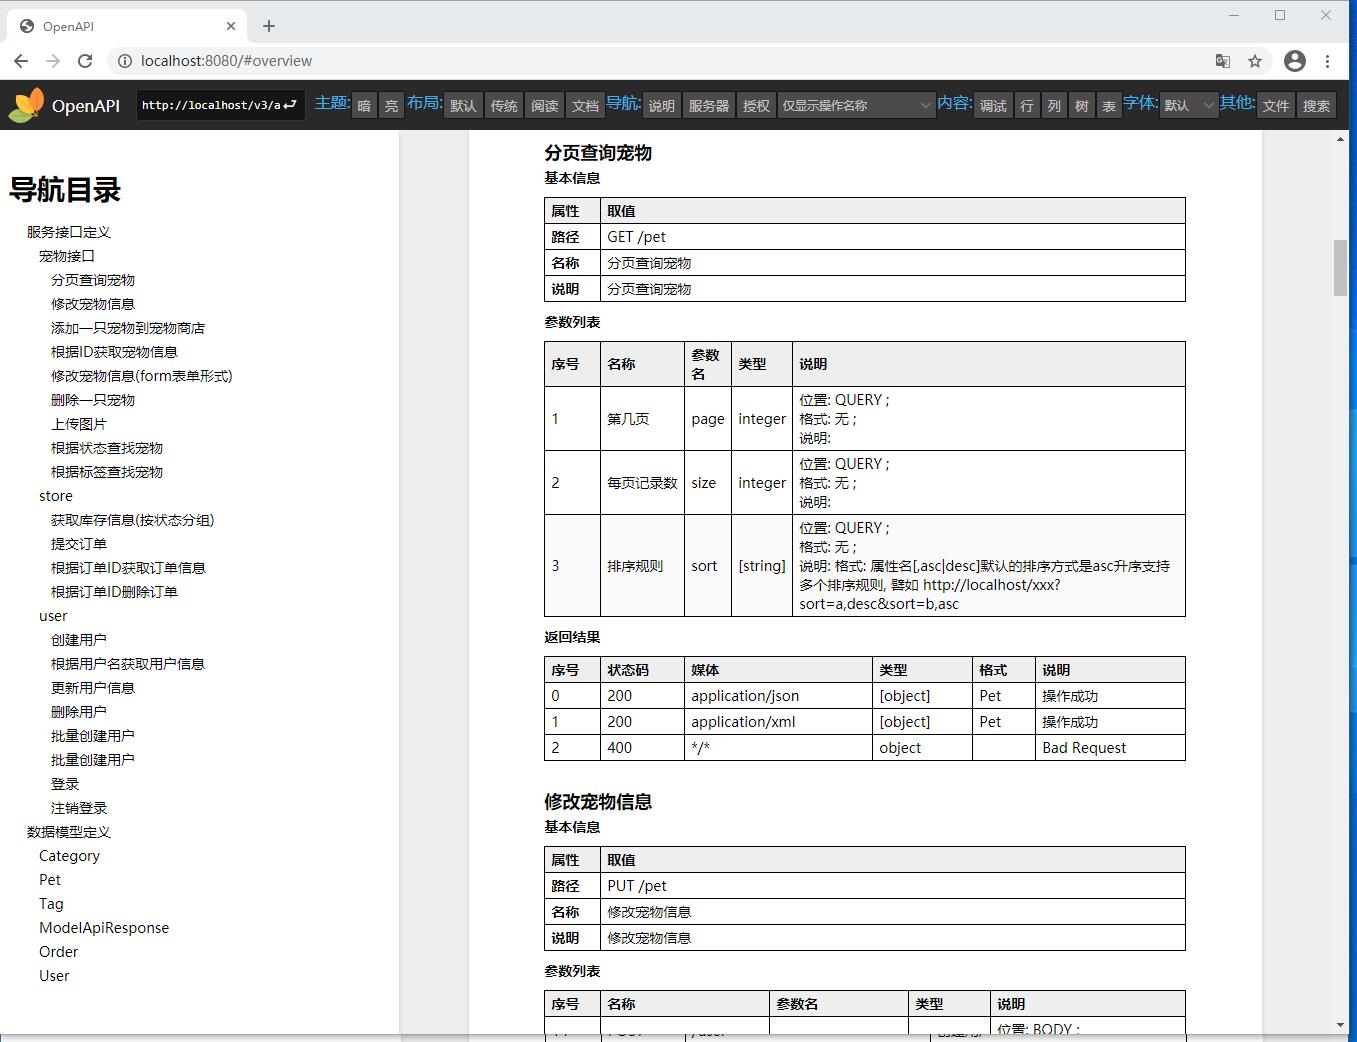 OpenAPI
localhost:8080/#overview
OpenAPI http://localhost/v3/a 主题: 暗 亮 布局: 默认 传统 阅读 文档 导航: 说明 服务器 授权 仅显示操作名称 内容: 调试 行 列 树 表 字体: 默认 其他: 文件 搜索
导航目录
服务接口定义
宠物接口
分页查询宠物
修改宠物信息
添加一只宠物到宠物商店
根据ID获取宠物信息
修改宠物信息(form表单形式)
删除一只宠物
上传图片
根据状态查找宠物
根据标签查找宠物
store
获取库存信息(按状态分组)
提交订单
根据订单ID获取订单信息
根据订单ID删除订单
user
创建用户
根据用户名获取用户信息
更新用户信息
删除用户
批量创建用户
批量创建用户
登录
注销登录
数据模型定义
Category
Pet
Tag
ModelApiResponse
Order
User
分页查询宠物
基本信息
属性 取值
路径 GET /pet
名称 分页查询宠物
说明 分页查询宠物
参数列表
序号 名称 参数名 类型 说明
1 第几页 page integer 位置: QUERY ;
格式: 无 ;
说明:
2 每页记录数 size integer 位置: QUERY ;
格式: 无 ;
说明:
3 排序规则 sort [string] 位置: QUERY ;
格式: 无 ;
说明: 格式: 属性名[,asc|desc]默认的排序方式是asc升序支持
多个排序规则, 譬如 http://localhost/xxx?
sort=a,desc&sort=b,asc
返回结果
序号 状态码 媒体 类型 格式 说明
0 200 application/json [object] Pet 操作成功
1 200 application/xml [object] Pet 操作成功
2 400 */* object Bad Request
修改宠物信息
基本信息
属性 取值
路径 PUT /pet
名称 修改宠物信息
说明 修改宠物信息
参数列表
序号 名称 参数名 类型 说明
位置: BODY ;